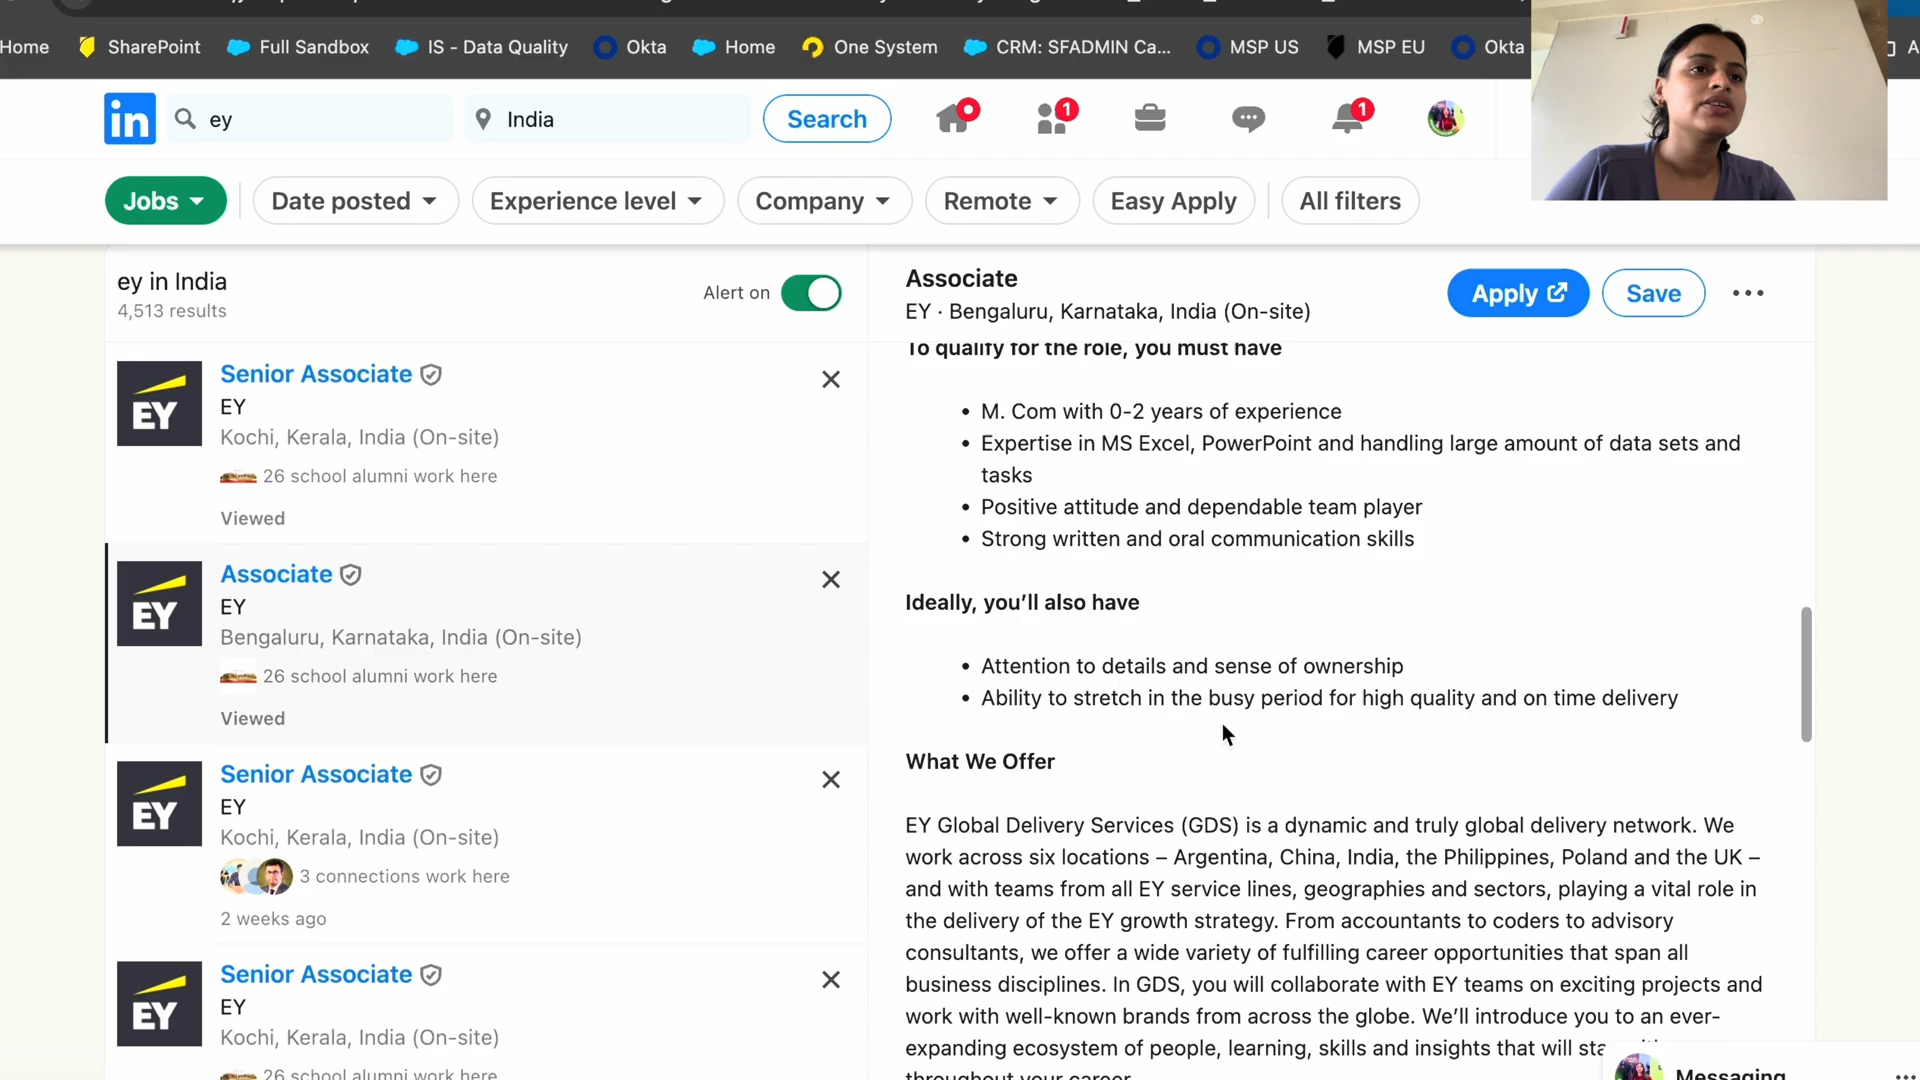 Home
SharePoint
Full Sandbox
IS - Data Quality
Okta
Home
One System
CRM: SFADMIN Ca...
MSP US
MSP EU
Okta
A
in
ey
India
Search
1
1
Jobs
Date posted
Experience level
Company
Remote
Easy Apply
All filters
ey in India
4,513 results
Alert on
Senior Associate
EY
EY
Kochi, Kerala, India (On-site)
26 school alumni work here
Viewed
Associate
EY
EY
Bengaluru, Karnataka, India (On-site)
26 school alumni work here
Viewed
Senior Associate
EY
EY
Kochi, Kerala, India (On-site)
3 connections work here
2 weeks ago
Senior Associate
EY
EY
Kochi, Kerala, India (On-site)
26 school alumni work here
Associate
EY · Bengaluru, Karnataka, India (On-site)
Apply
Save
To qualify for the role, you must have
• M. Com with 0-2 years of experience
• Expertise in MS Excel, PowerPoint and handling large amount of data sets and
tasks
• Positive attitude and dependable team player
• Strong written and oral communication skills
Ideally, you’ll also have
• Attention to details and sense of ownership
• Ability to stretch in the busy period for high quality and on time delivery
What We Offer
EY Global Delivery Services (GDS) is a dynamic and truly global delivery network. We
work across six locations – Argentina, China, India, the Philippines, Poland and the UK –
and with teams from all EY service lines, geographies and sectors, playing a vital role in
the delivery of the EY growth strategy. From accountants to coders to advisory
consultants, we offer a wide variety of fulfilling career opportunities that span all
business disciplines. In GDS, you will collaborate with EY teams on exciting projects and
work with well-known brands from across the globe. We’ll introduce you to an ever-
expanding ecosystem of people, learning, skills and insights that will
throughout your career.
Messaging